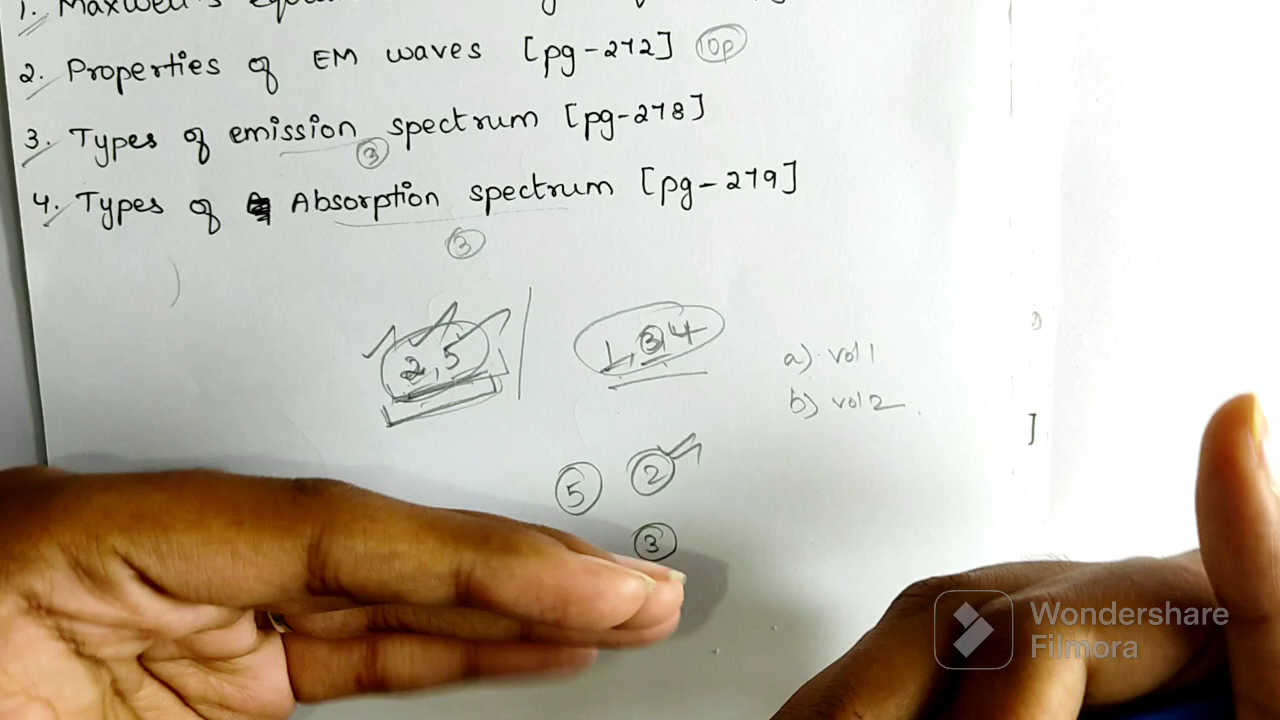 1. Maxwell's
2. Properties of EM waves [pg-272] 10p
3. Types of emission spectrum [pg-278]
3
4. Types of Absorption spectrum [pg-279]
3
2, 5
1, 3, 4
a) vol 1
b) vol 2
]
5 2
3
Wondershare
Filmora